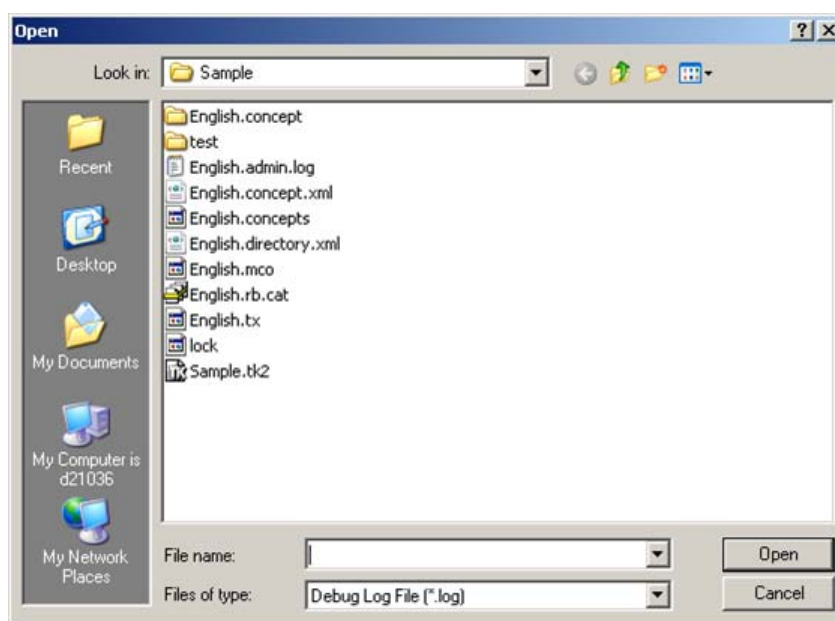 Open
Look in: Sample
Recent
Desktop
My Documents
My Computer is
d21036
My Network
Places
English.concept
test
English.admin.log
English.concept.xml
English.concepts
English.directory.xml
English.mco
English.rb.cat
English.tx
lock
Sample.tk2
File name:
Open
Files of type: Debug Log File (*.log)
Cancel